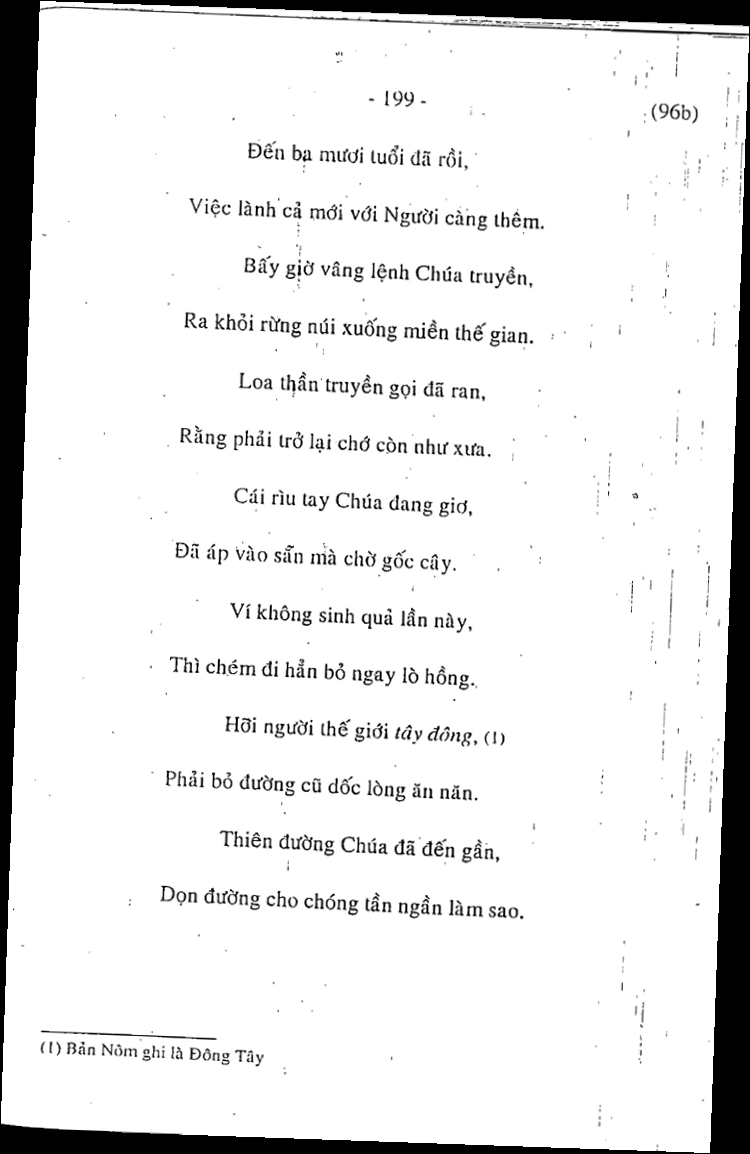 - 199 -
(96b)
Đến ba mươi tuổi đã rồi,
Việc lành cả mới với Người càng thêm.
Bấy giờ vâng lệnh Chúa truyền,
Ra khỏi rừng núi xuống miền thế gian.
Loa thần truyền gọi đã ran,
Rằng phải trở lại chớ còn như xưa.
Cái rìu tay Chúa đang giơ,
Đã áp vào sẵn mà chờ gốc cây.
Ví không sinh quả lần này,
Thì chém đi hẳn bỏ ngay lò hồng.
Hỡi người thế giới tây đông, (1)
Phải bỏ đường cũ dốc lòng ăn năn.
Thiên đường Chúa đã đến gần,
Dọn đường cho chóng tần ngần làm sao.
(1) Bản Nôm ghi là Đông Tây